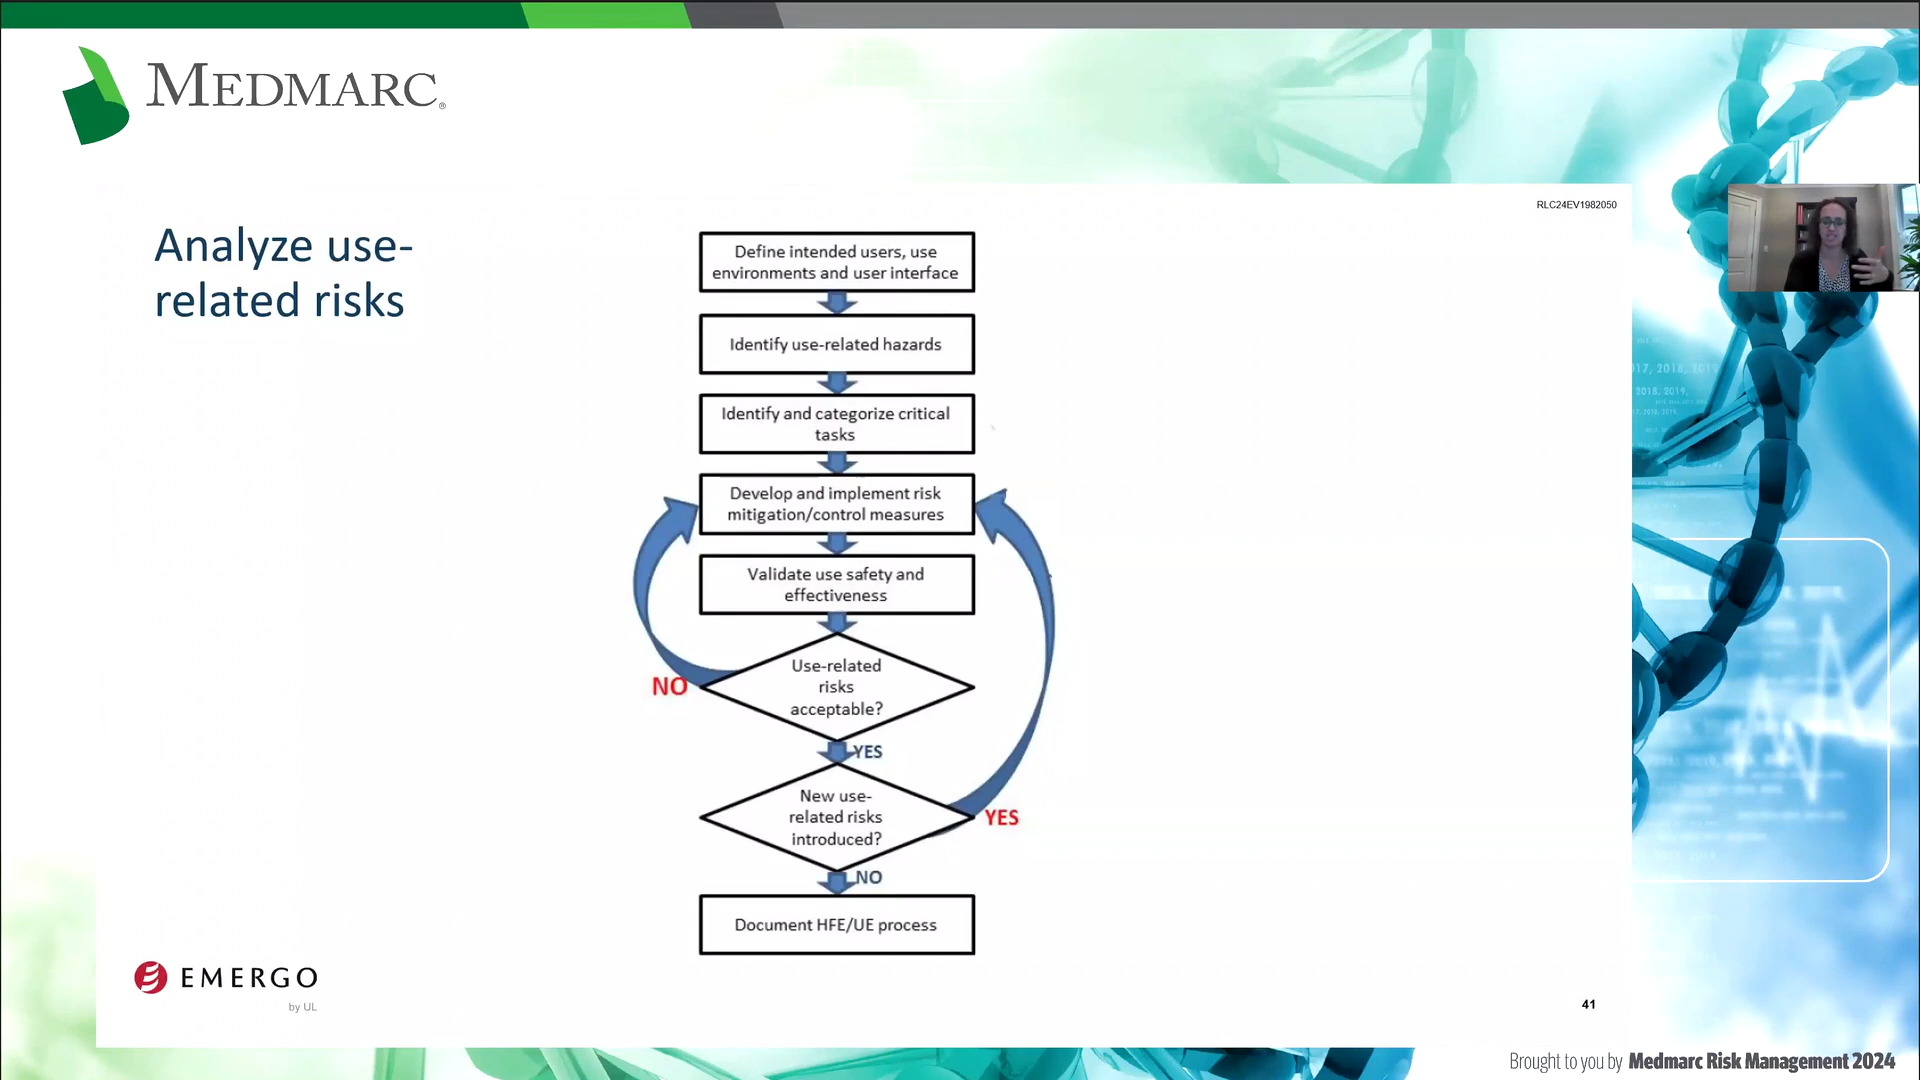 MEDMARC®
RLC24EV1982050
Analyze use-
related risks
Define intended users, use
environments and user interface
Identify use-related hazards
Identify and categorize critical
tasks
Develop and implement risk
mitigation/control measures
Validate use safety and
effectiveness
Use-related
risks
acceptable?
NO
YES
New use-
related risks
introduced?
YES
NO
Document HFE/UE process
EMERGO
by UL
41
Brought to you by Medmarc Risk Management 2024